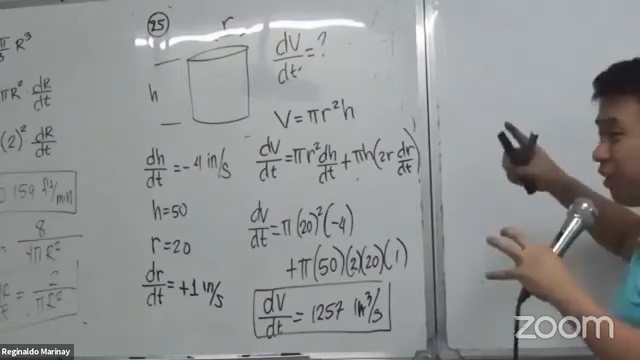 R³
πR² · dR/dt
(2)² dR/dt
0 159 ft³/min
= 8/4πR²
= 2/πR²
25
r
h
dV/dt = ?
V = πr²h
dh/dt = -4 in/s
h = 50
r = 20
dr/dt = +1 in/s
dV/dt = πr² dh/dt + πh(2r dr/dt)
dV/dt = π(20)²(-4)
+ π(50)(2)(20)(1)
dV/dt = 1257 in³/s
Reginaldo Marinay
zoom